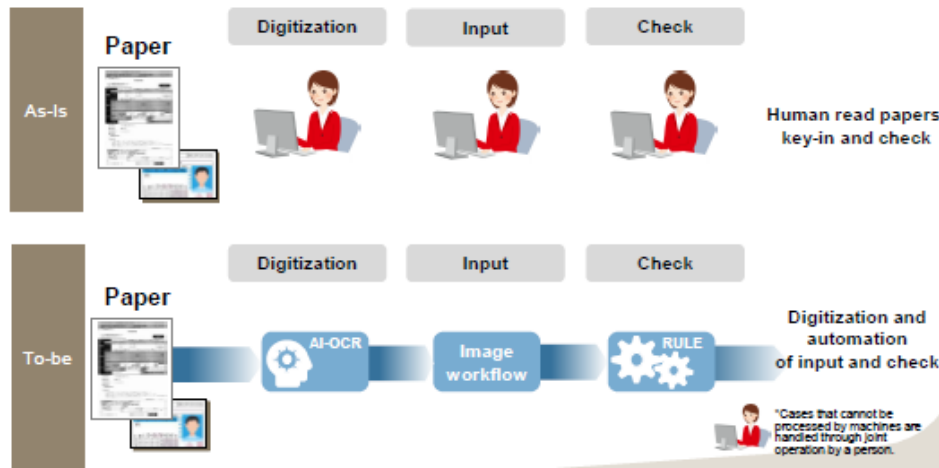 Digitization
Input
Check
Paper
As-Is
Human read papers
key-in and check
Digitization
Input
Check
Paper
To-be
AI-OCR
Image
workflow
RULE
Digitization and
automation
of input and check
*Cases that cannot be
processed by machines are
handled through joint
operation by a person.